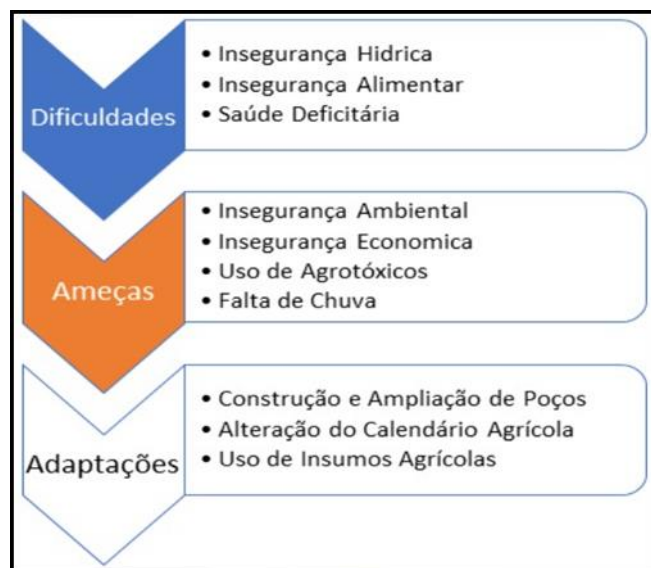 Dificuldades
• Insegurança Hidrica
• Insegurança Alimentar
• Saúde Deficitária
Ameças
• Insegurança Ambiental
• Insegurança Economica
• Uso de Agrotóxicos
• Falta de Chuva
Adaptações
• Construção e Ampliação de Poços
• Alteração do Calendário Agrícola
• Uso de Insumos Agrícolas